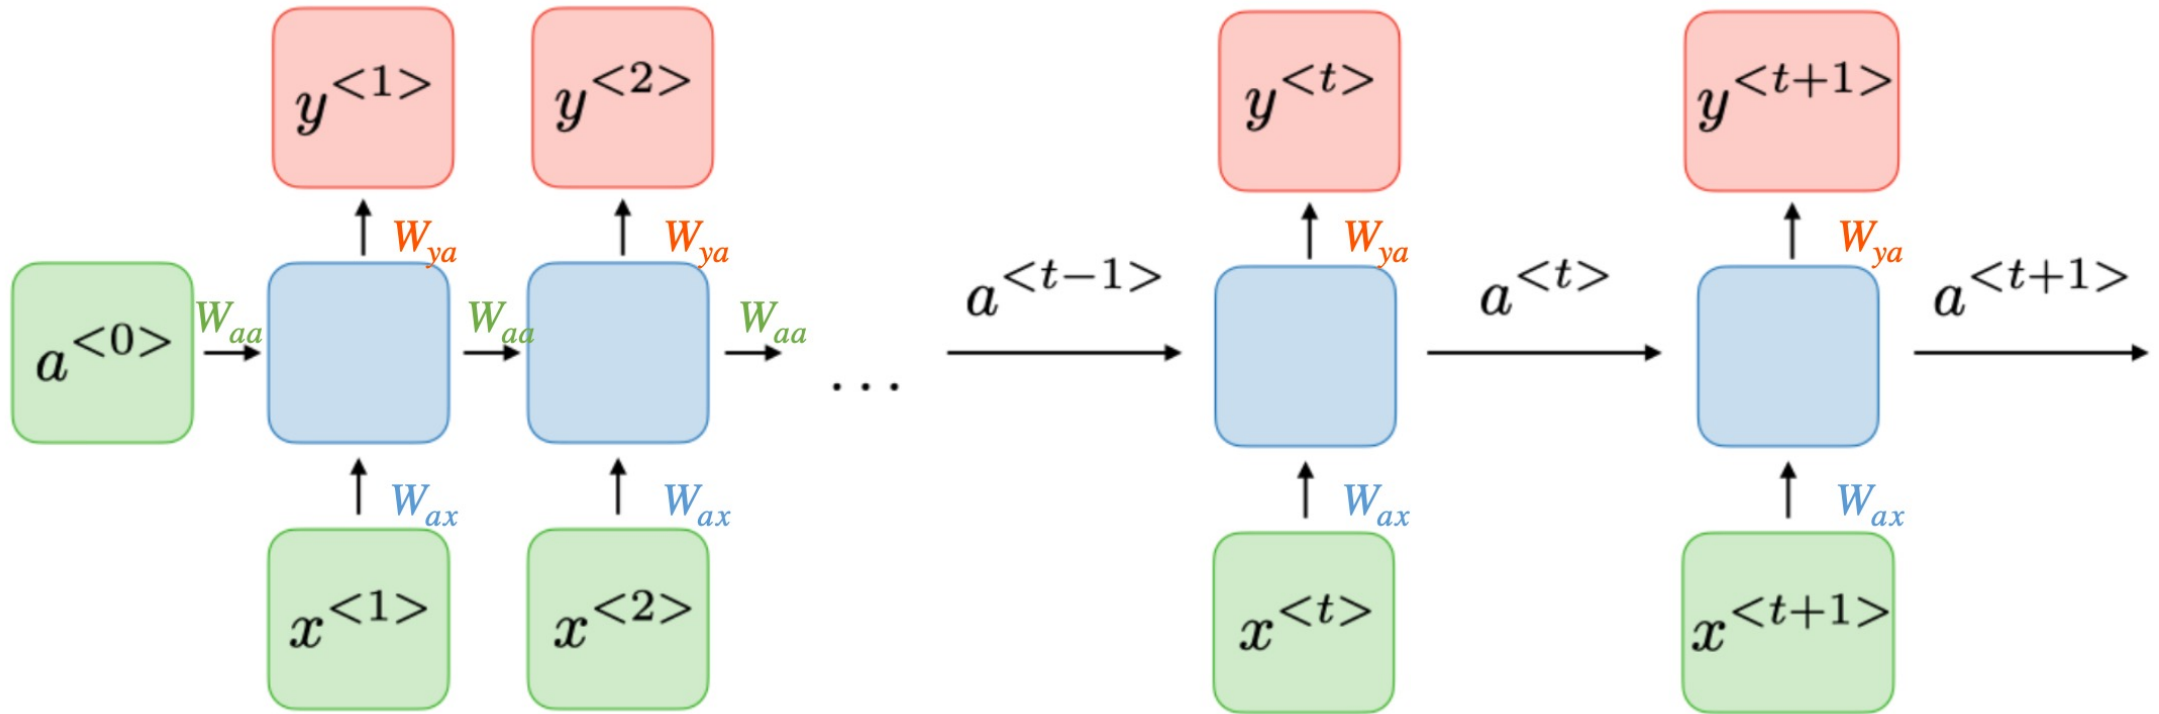 y<1> y<2> y<t> y<t+1>
W_ya W_ya W_ya W_ya
a<0> W_aa W_aa W_aa ... a<t-1> a<t> a<t+1>
W_ax W_ax W_ax W_ax
x<1> x<2> x<t> x<t+1>